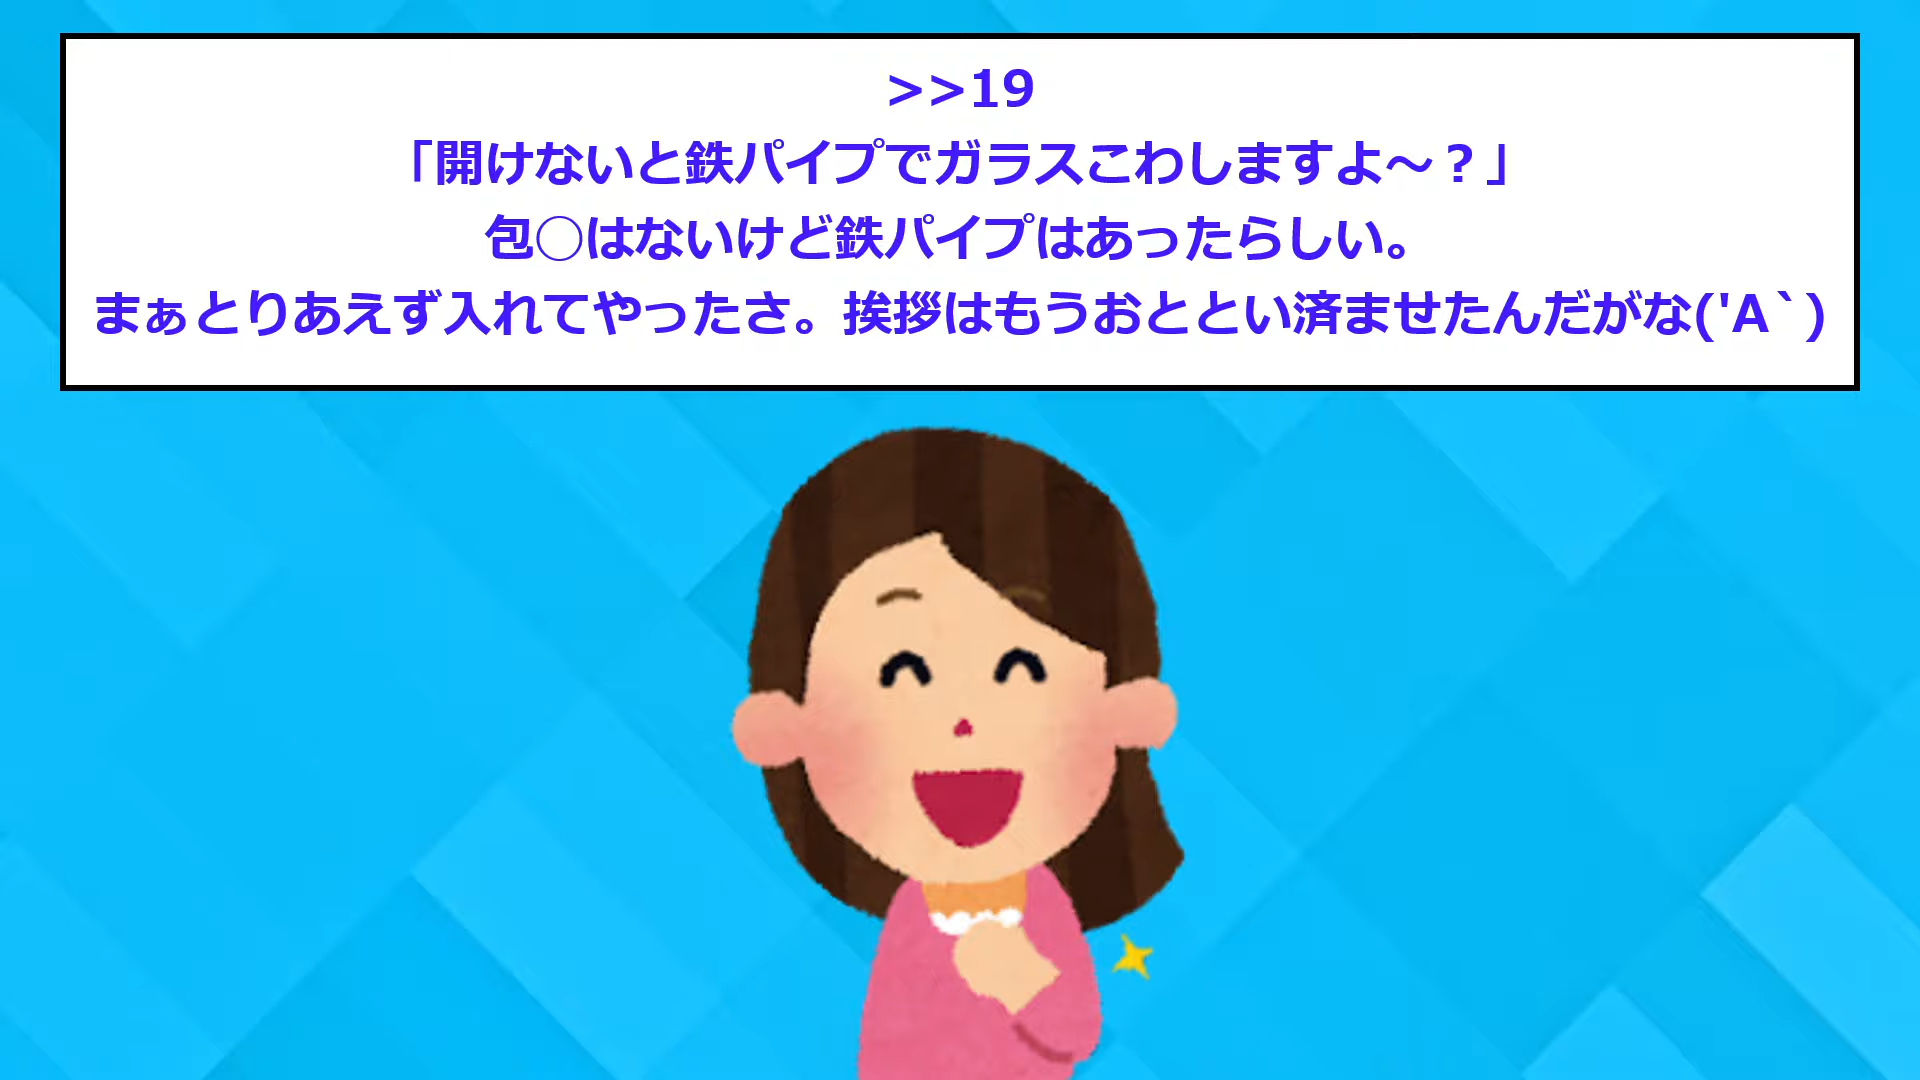 >>19
「開けないと鉄パイプでガラスこわしますよ～？」
包◯はないけど鉄パイプはあったらしい。
まぁとりあえず入れてやったさ。挨拶はもうおととい済ませたんだがな('A`)